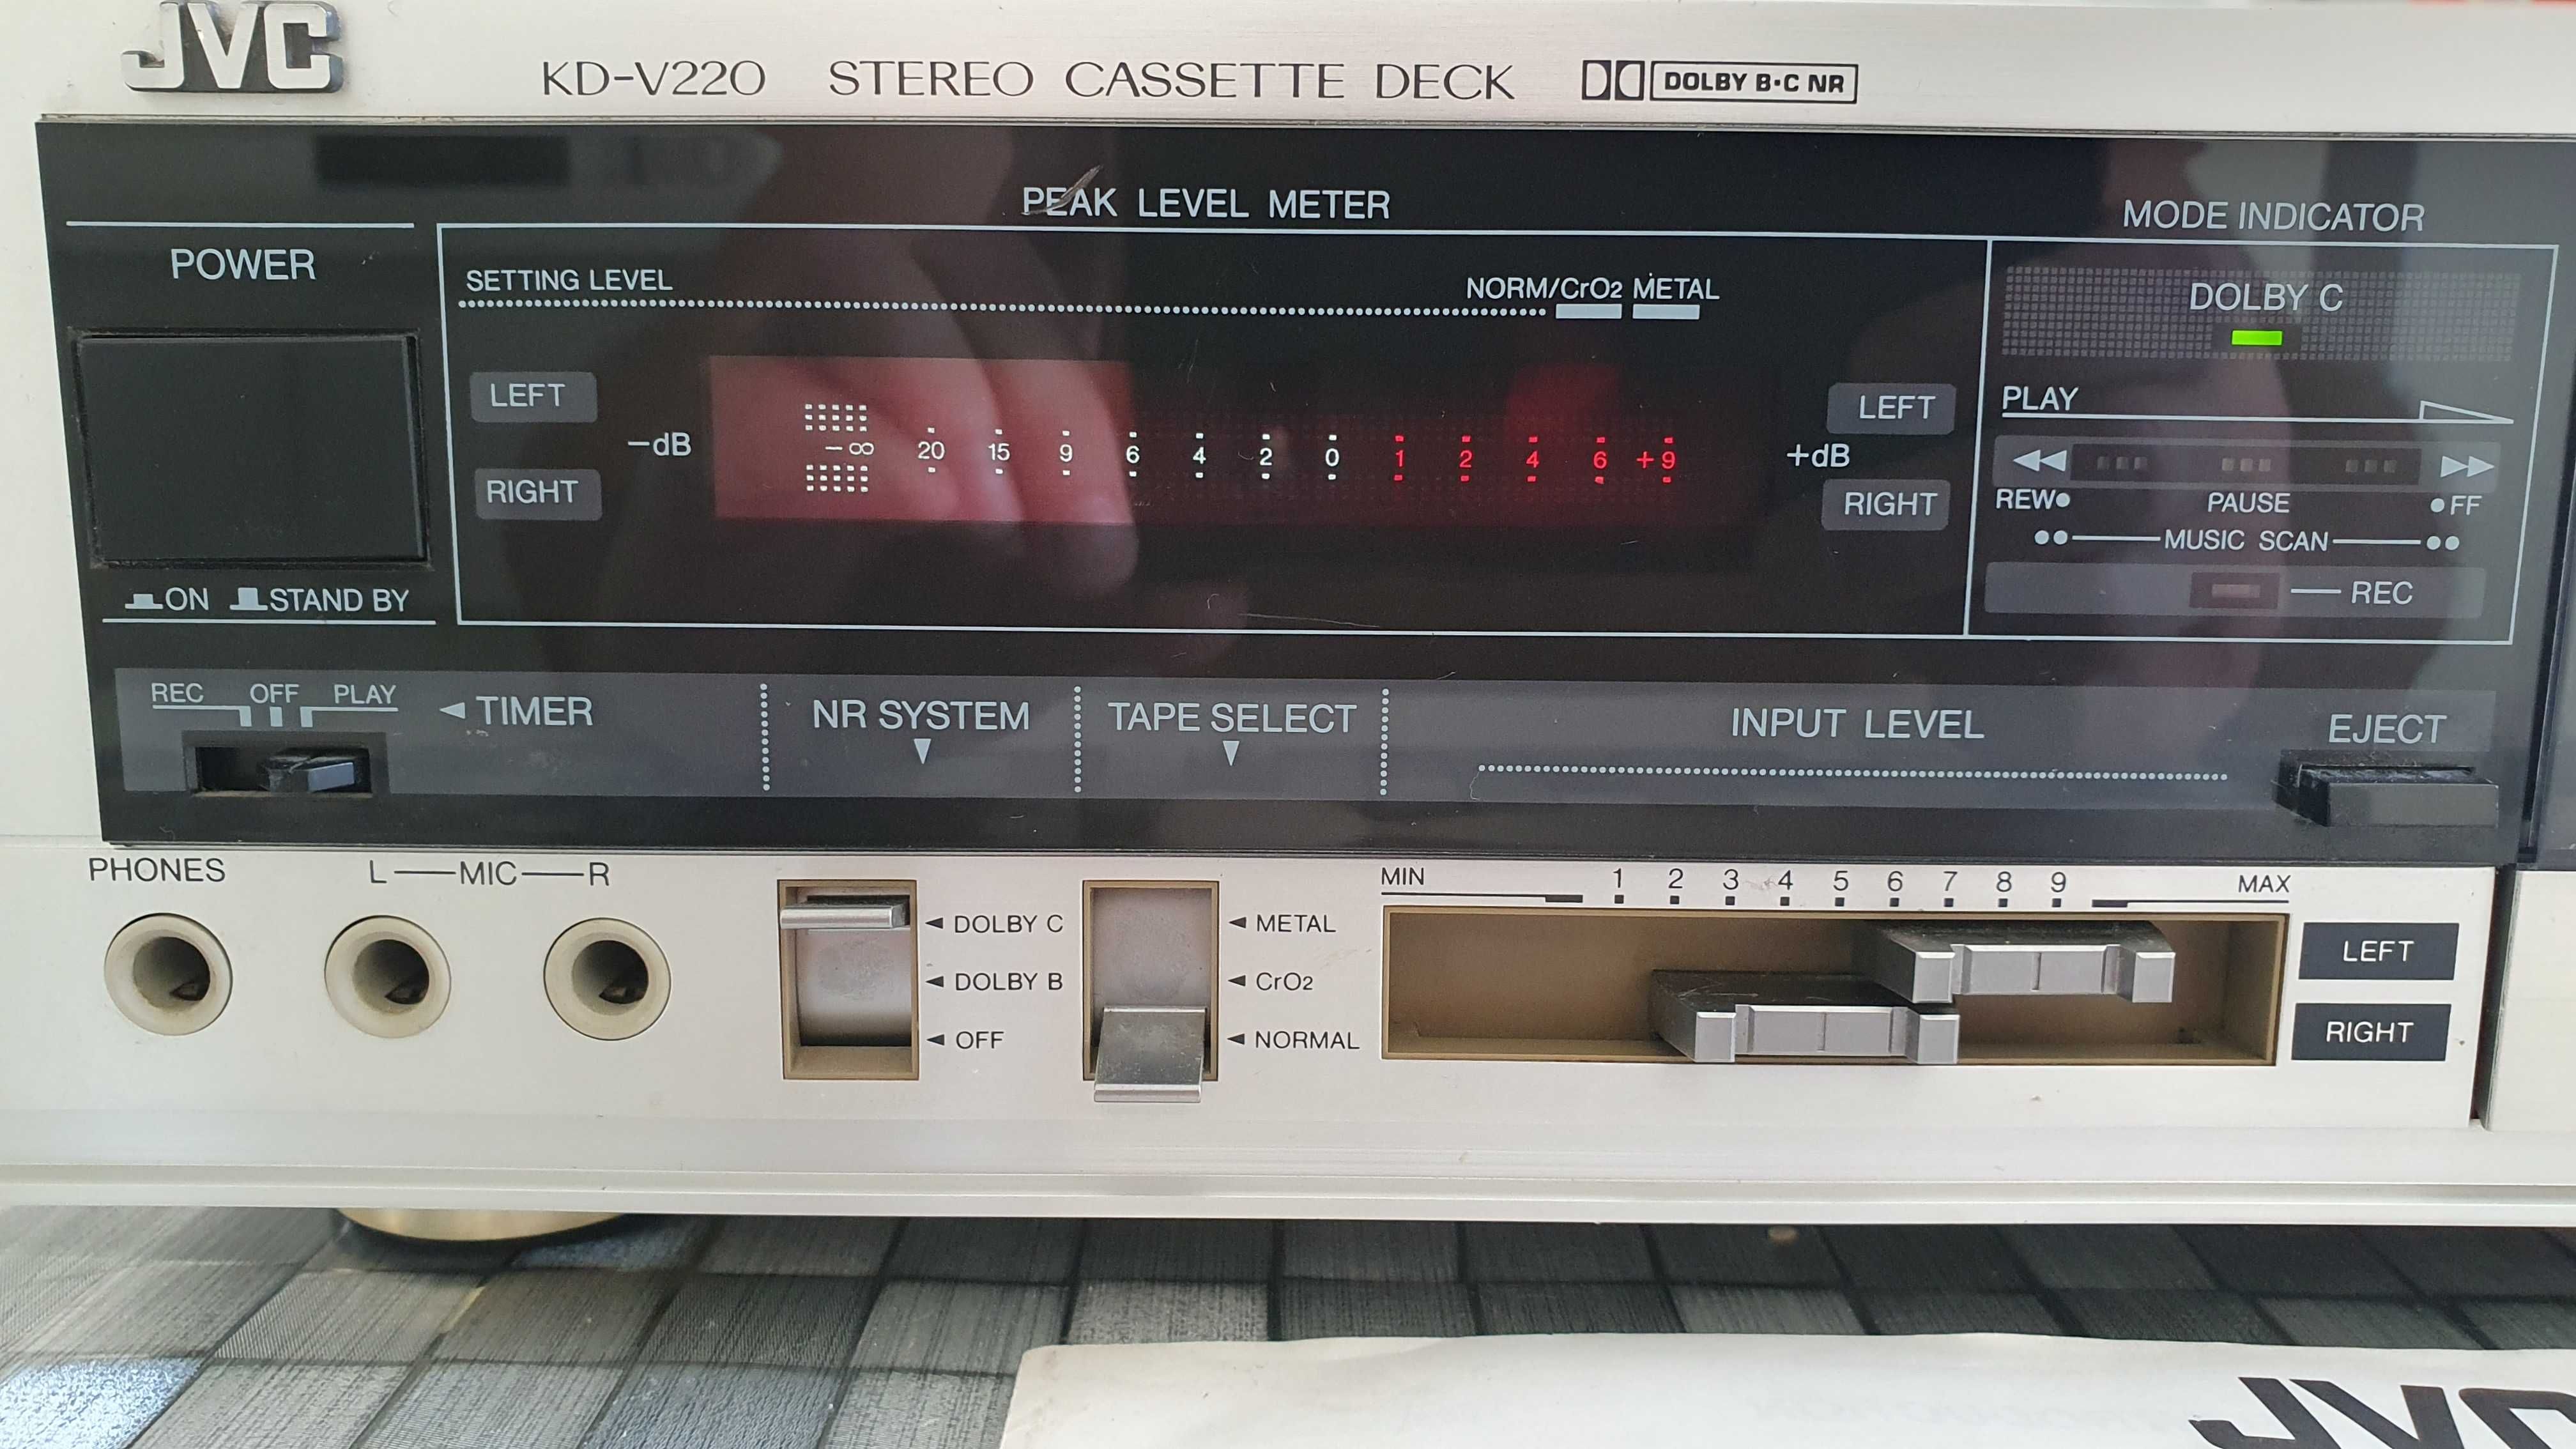 JVC
KD-V220 STEREO CASSETTE DECK DOLBY B·C NR
PEAK LEVEL METER
MODE INDICATOR
POWER
SETTING LEVEL
NORM/CrO2 METAL
DOLBY C
LEFT
LEFT
PLAY
-dB
-∞ 20 15 9 6 4 2 0 1 2 4 6 +9
+dB
RIGHT
RIGHT
REW PAUSE FF
MUSIC SCAN
REC
ON STAND BY
REC OFF PLAY
TIMER
NR SYSTEM
TAPE SELECT
INPUT LEVEL
EJECT
PHONES
L MIC R
MIN 1 2 3 4 5 6 7 8 9 MAX
DOLBY C
DOLBY B
OFF
METAL
CrO2
NORMAL
LEFT
RIGHT
JVC